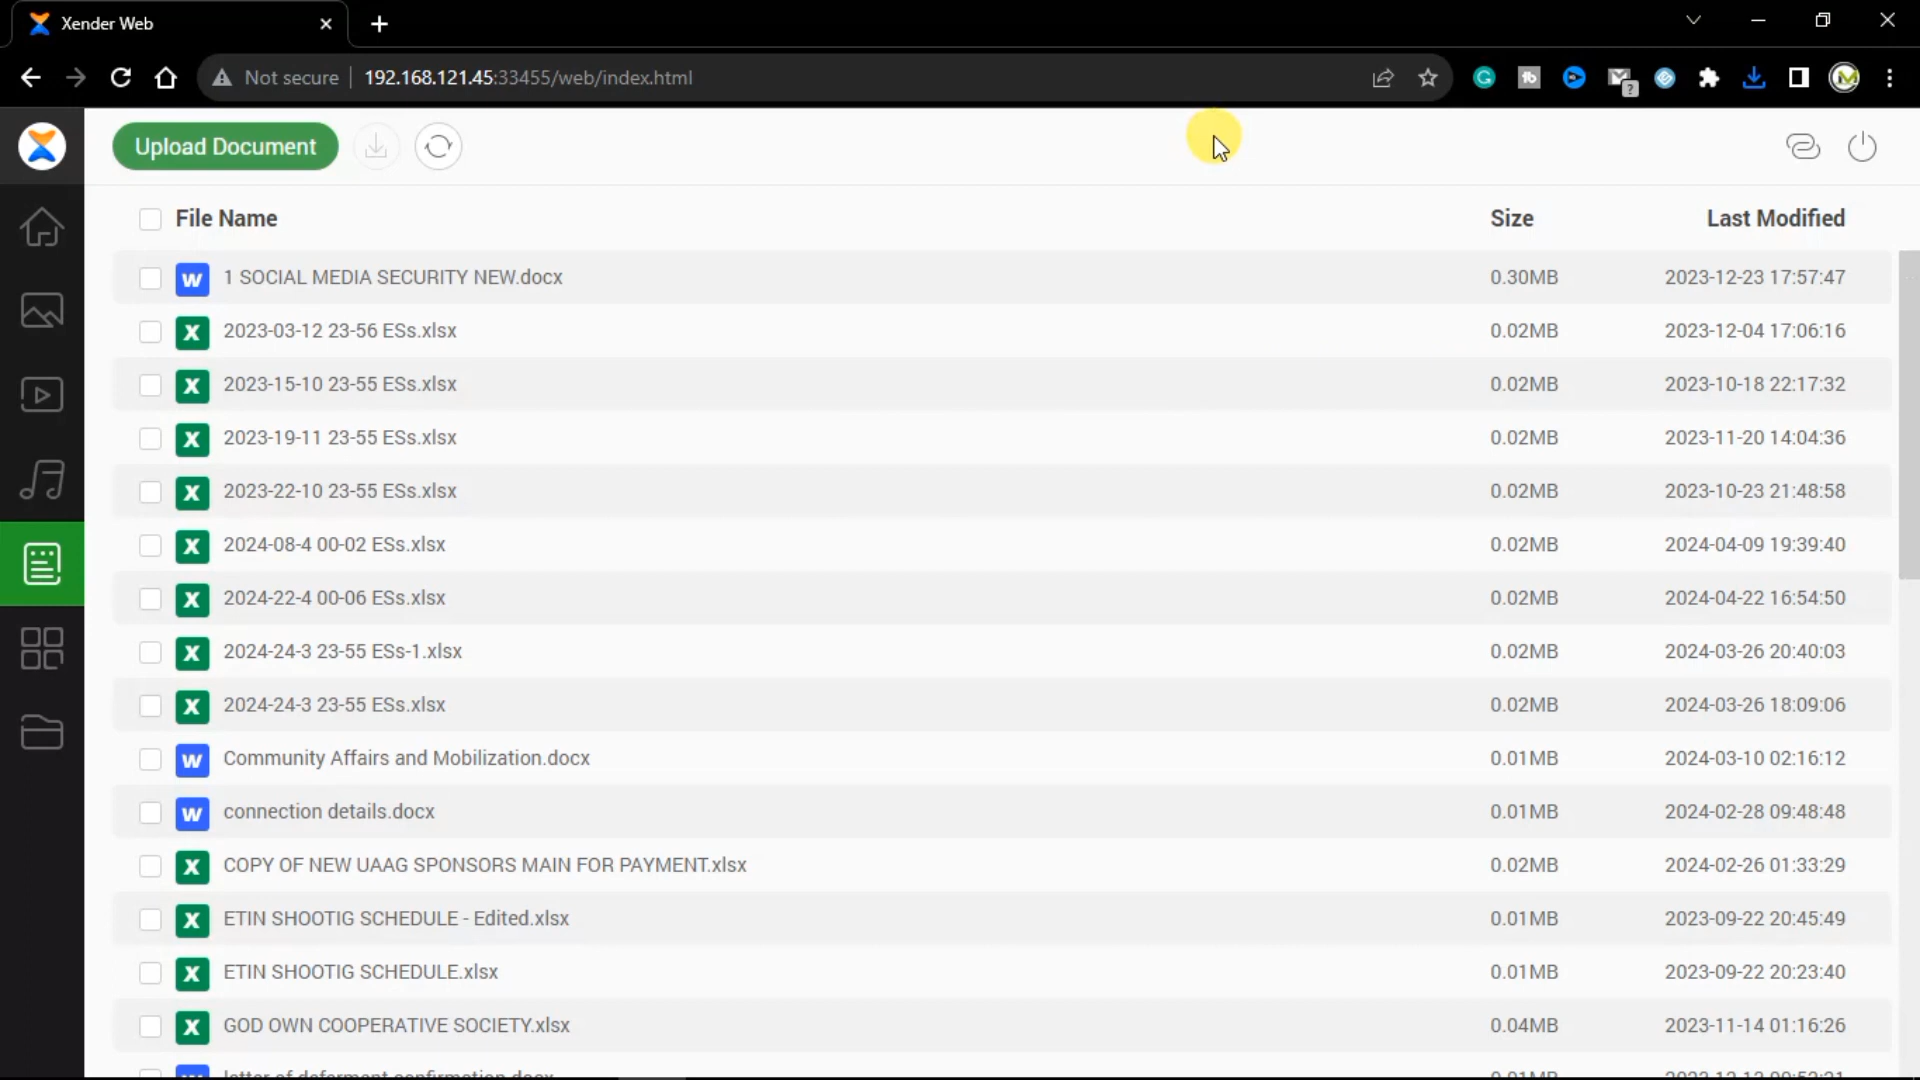 Xender Web
Not secure
192.168.121.45:33455/web/index.html
Upload Document
File Name Size Last Modified
1 SOCIAL MEDIA SECURITY NEW.docx 0.30MB 2023-12-23 17:57:47
2023-03-12 23-56 ESs.xlsx 0.02MB 2023-12-04 17:06:16
2023-15-10 23-55 ESs.xlsx 0.02MB 2023-10-18 22:17:32
2023-19-11 23-55 ESs.xlsx 0.02MB 2023-11-20 14:04:36
2023-22-10 23-55 ESs.xlsx 0.02MB 2023-10-23 21:48:58
2024-08-4 00-02 ESs.xlsx 0.02MB 2024-04-09 19:39:40
2024-22-4 00-06 ESs.xlsx 0.02MB 2024-04-22 16:54:50
2024-24-3 23-55 ESs-1.xlsx 0.02MB 2024-03-26 20:40:03
2024-24-3 23-55 ESs.xlsx 0.02MB 2024-03-26 18:09:06
Community Affairs and Mobilization.docx 0.01MB 2024-03-10 02:16:12
connection details.docx 0.01MB 2024-02-28 09:48:48
COPY OF NEW UAAG SPONSORS MAIN FOR PAYMENT.xlsx 0.02MB 2024-02-26 01:33:29
ETIN SHOOTIG SCHEDULE - Edited.xlsx 0.01MB 2023-09-22 20:45:49
ETIN SHOOTIG SCHEDULE.xlsx 0.01MB 2023-09-22 20:23:40
GOD OWN COOPERATIVE SOCIETY.xlsx 0.04MB 2023-11-14 01:16:26
letter of deferment confirmation.docx